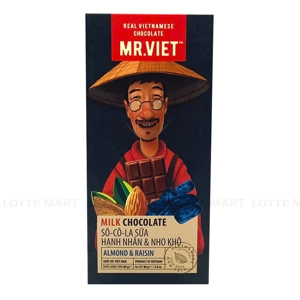 REAL VIETNAMESE
CHOCOLATE
MR.VIET™
LOTTE MART
MILK CHOCOLATE
SÔ-CÔ-LA SỮA
HẠNH NHÂN & NHO KHÔ
ALMOND & RAISIN
PRODUCT OF VIETNAM